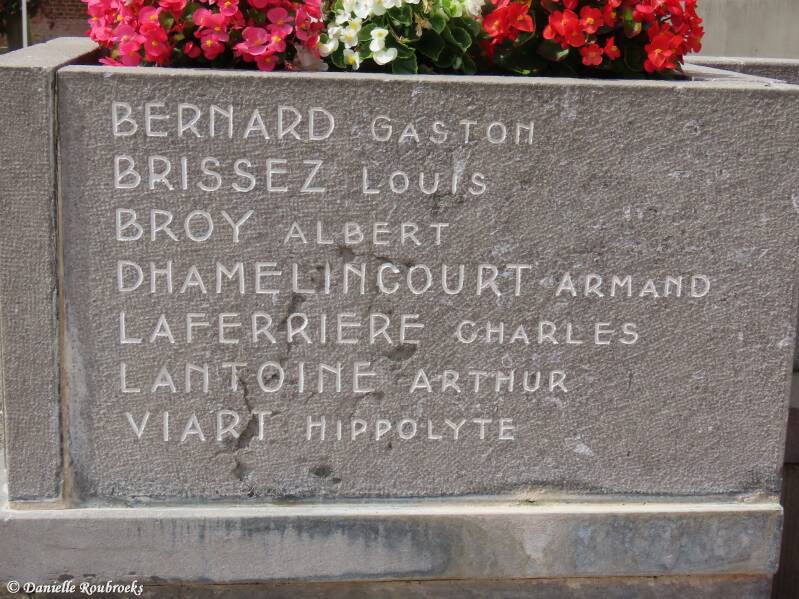 BERNARD GASTON
BRISSEZ LOUIS
BROY ALBERT
DHAMELINCOURT ARMAND
LAFERRIERE CHARLES
LANTOINE ARTHUR
VIART HIPPOLYTE
© Danielle Roubroeks